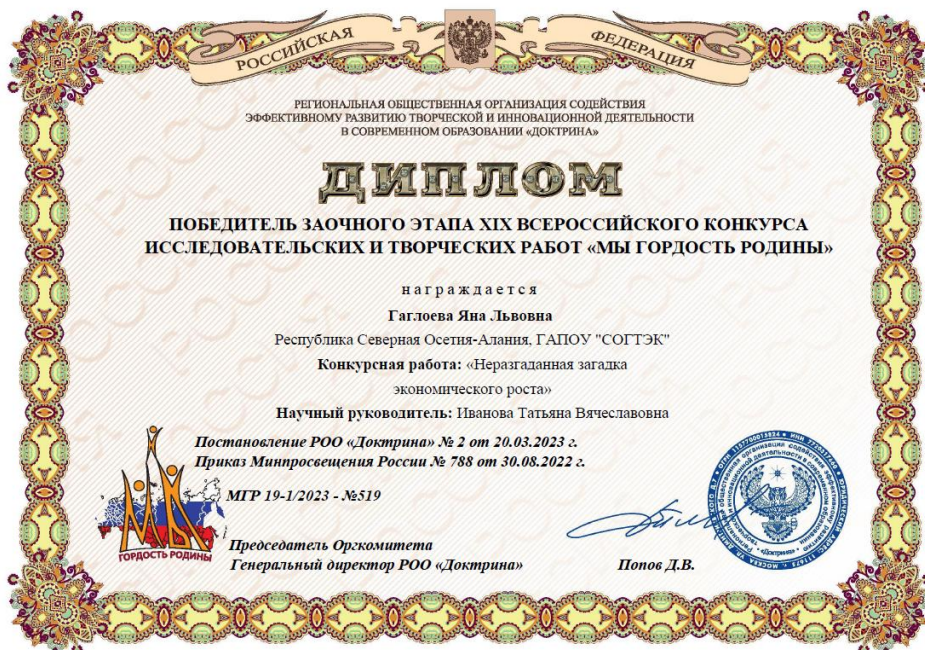 РОССИЙСКАЯ ФЕДЕРАЦИЯ
РЕГИОНАЛЬНАЯ ОБЩЕСТВЕННАЯ ОРГАНИЗАЦИЯ СОДЕЙСТВИЯ
ЭФФЕКТИВНОМУ РАЗВИТИЮ ТВОРЧЕСКОЙ И ИННОВАЦИОННОЙ ДЕЯТЕЛЬНОСТИ
В СОВРЕМЕННОМ ОБРАЗОВАНИИ «ДОКТРИНА»
ДИПЛОМ
ПОБЕДИТЕЛЬ ЗАОЧНОГО ЭТАПА XIX ВСЕРОССИЙСКОГО КОНКУРСА
ИССЛЕДОВАТЕЛЬСКИХ И ТВОРЧЕСКИХ РАБОТ «МЫ ГОРДОСТЬ РОДИНЫ»
награждается
Гаглоева Яна Львовна
Республика Северная Осетия-Алания, ГАПОУ "СОГТЭК"
Конкурсная работа: «Неразгаданная загадка
экономического роста»
Научный руководитель: Иванова Татьяна Вячеславовна
Постановление РОО «Доктрина» № 2 от 20.03.2023 г.
Приказ Минпросвещения России № 788 от 30.08.2022 г.
МГР 19-1/2023 - №519
ГОРДОСТЬ РОДИНЫ
Председатель Оргкомитета
Генеральный директор РОО «Доктрина» Попов Д.В.
«Доктрина»